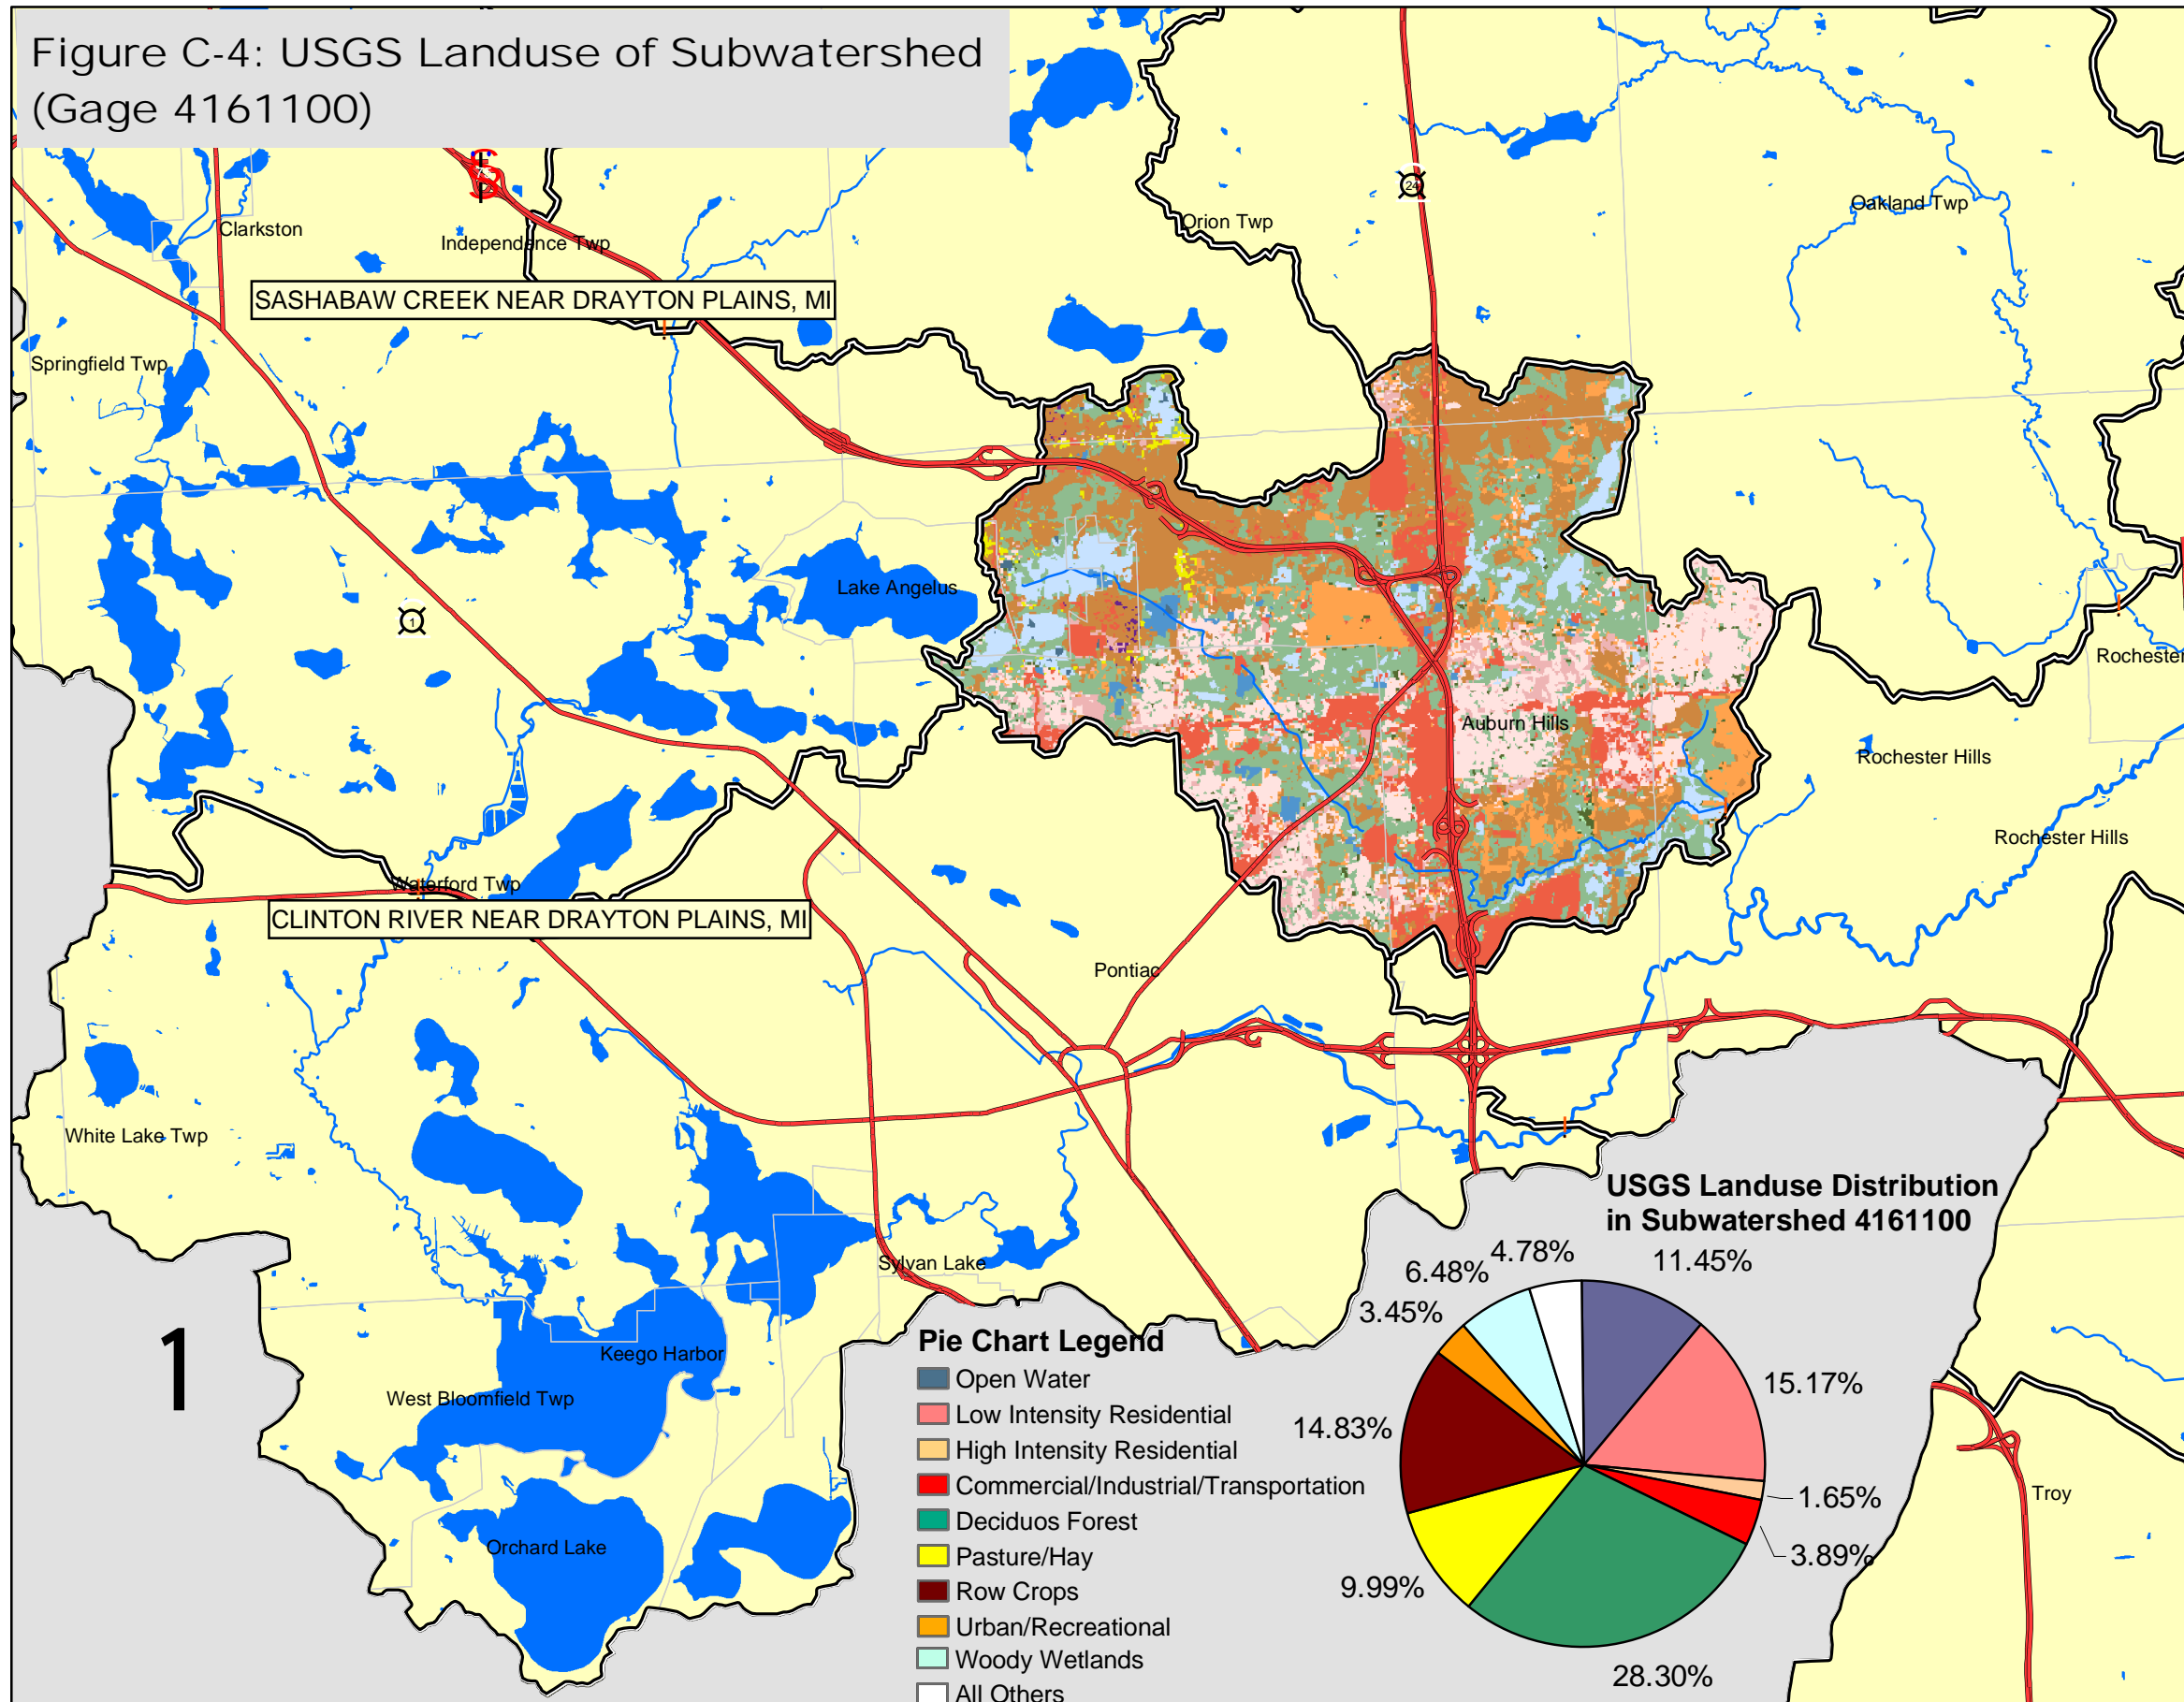 Figure C-4: USGS Landuse of Subwatershed
(Gage 4161100)
24
Oakland Twp
Orion Twp
Clarkston
Independence Twp
SASHABAW CREEK NEAR DRAYTON PLAINS, MI
Springfield Twp
Lake Angelus
1
Rochester
Auburn Hills
Rochester Hills
Rochester Hills
Waterford Twp
CLINTON RIVER NEAR DRAYTON PLAINS, MI
Pontiac
White Lake Twp
Sylvan Lake
Keego Harbor
West Bloomfield Twp
Orchard Lake
Troy
1
USGS Landuse Distribution
in Subwatershed 4161100
11.45%
15.17%
1.65%
3.89%
28.30%
9.99%
14.83%
3.45%
6.48%
4.78%
Pie Chart Legend
Open Water
Low Intensity Residential
High Intensity Residential
Commercial/Industrial/Transportation
Deciduos Forest
Pasture/Hay
Row Crops
Urban/Recreational
Woody Wetlands
All Others